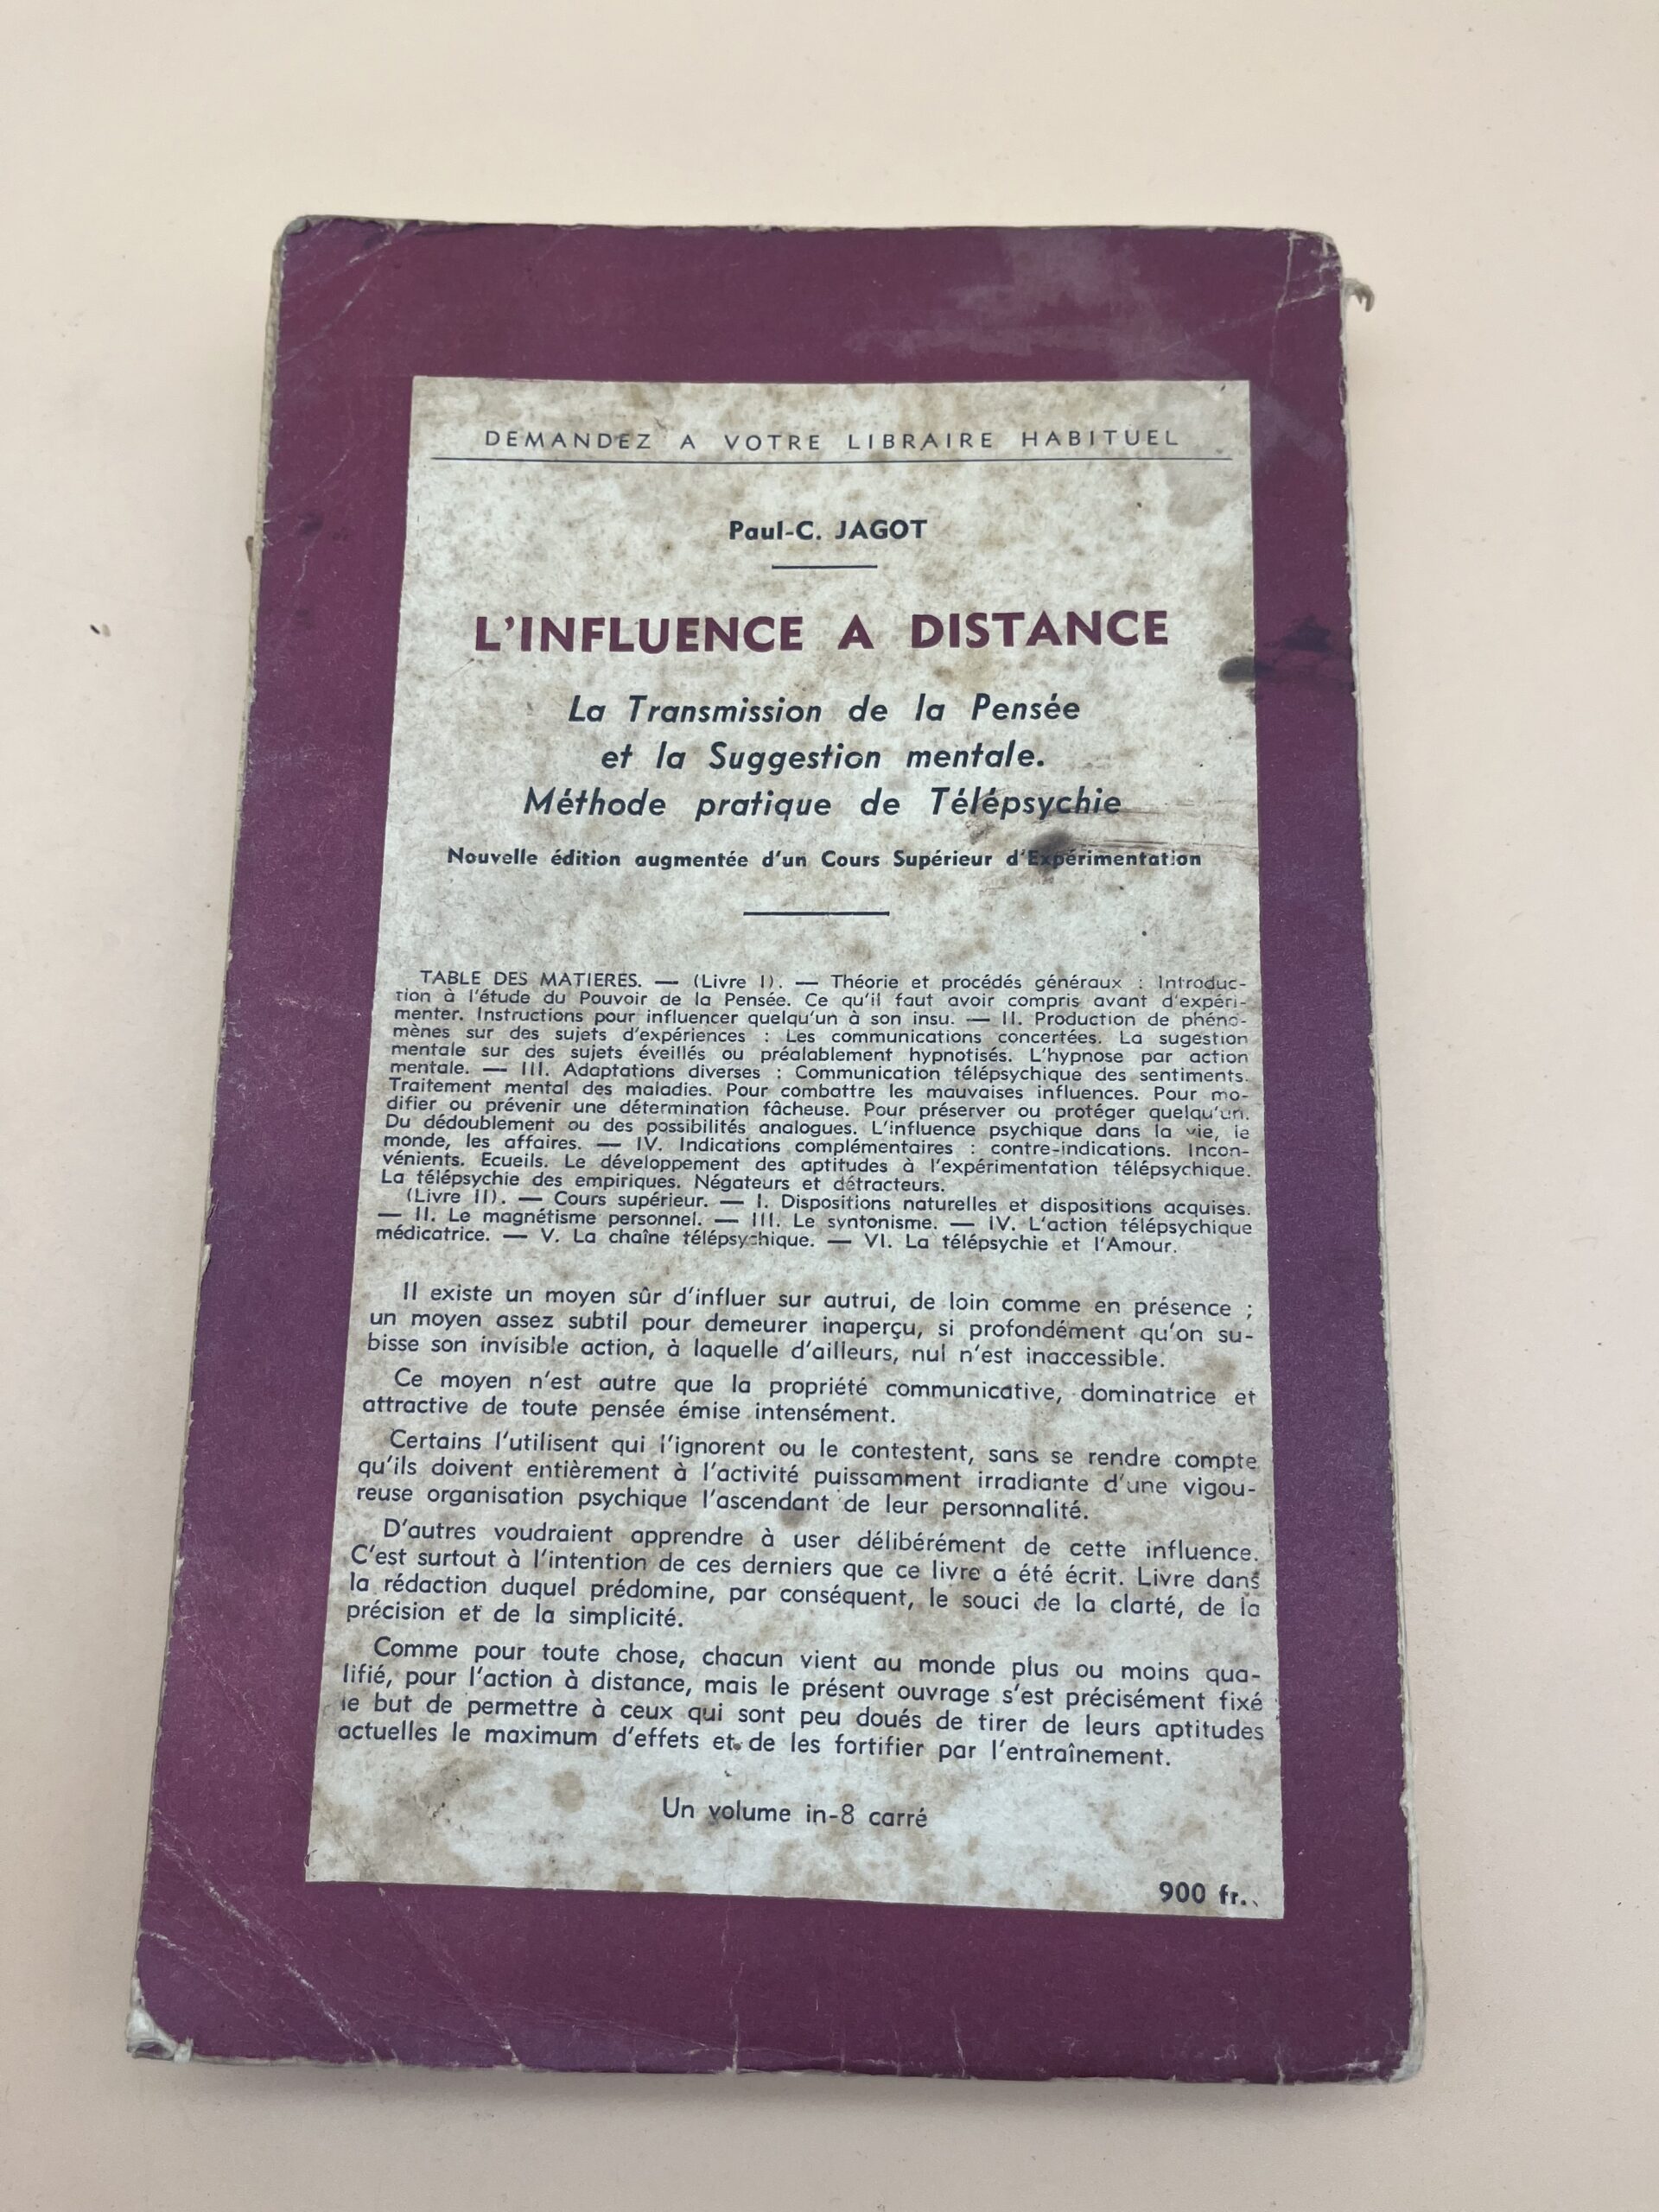 DEMANDEZ A VOTRE LIBRAIRE HABITUEL
Paul-C. JAGOT
L'INFLUENCE A DISTANCE
La Transmission de la Pensée
et la Suggestion mentale.
Méthode pratique de Télépsychie
Nouvelle édition augmentée d'un Cours Supérieur d'Expérimentation
TABLE DES MATIERES. — (Livre I). — Théorie et procédés généraux : Introduc-
tion à l'étude du Pouvoir de la Pensée. Ce qu'il faut avoir compris avant d'expéri-
menter. Instructions pour influencer quelqu'un à son insu. — II. Production de phéno-
mènes sur des sujets d'expériences : Les communications concertées. La sugestion
mentale sur des sujets éveillés ou préalablement hypnotisés. L'hypnose par action
mentale. — III. Adaptations diverses : Communication télépsychique des sentiments.
Traitement mental des maladies. Pour combattre les mauvaises influences. Pour mo-
difier ou prévenir une détermination fâcheuse. Pour préserver ou protéger quelqu'un.
Du dédoublement ou des possibilités analogues. L'influence psychique dans la vie, le
monde, les affaires. — IV. Indications complémentaires : contre-indications. Incon-
vénients. Ecueils. Le développement des aptitudes à l'expérimentation télépsychique.
La télépsychie des empiriques. Négateurs et détracteurs.
(Livre II). — Cours supérieur. — I. Dispositions naturelles et dispositions acquises.
— II. Le magnétisme personnel. — III. Le syntonisme. — IV. L'action télépsychique
médicatrice. — V. La chaîne télépsychique. — VI. La télépsychie et l'Amour.
Il existe un moyen sûr d'influer sur autrui, de loin comme en présence ;
un moyen assez subtil pour demeurer inaperçu, si profondément qu'on su-
bisse son invisible action, à laquelle d'ailleurs, nul n'est inaccessible.
Ce moyen n'est autre que la propriété communicative, dominatrice et
attractive de toute pensée émise intensément.
Certains l'utilisent qui l'ignorent ou le contestent, sans se rendre compte
qu'ils doivent entièrement à l'activité puissamment irradiante d'une vigou-
reuse organisation psychique l'ascendant de leur personnalité.
D'autres voudraient apprendre à user délibérément de cette influence.
C'est surtout à l'intention de ces derniers que ce livre a été écrit. Livre dans
la rédaction duquel prédomine, par conséquent, le souci de la clarté, de la
précision et de la simplicité.
Comme pour toute chose, chacun vient au monde plus ou moins qua-
lifié, pour l'action à distance, mais le présent ouvrage s'est précisément fixé
le but de permettre à ceux qui sont peu doués de tirer de leurs aptitudes
actuelles le maximum d'effets et de les fortifier par l'entraînement.
Un volume in-8 carré
900 fr.